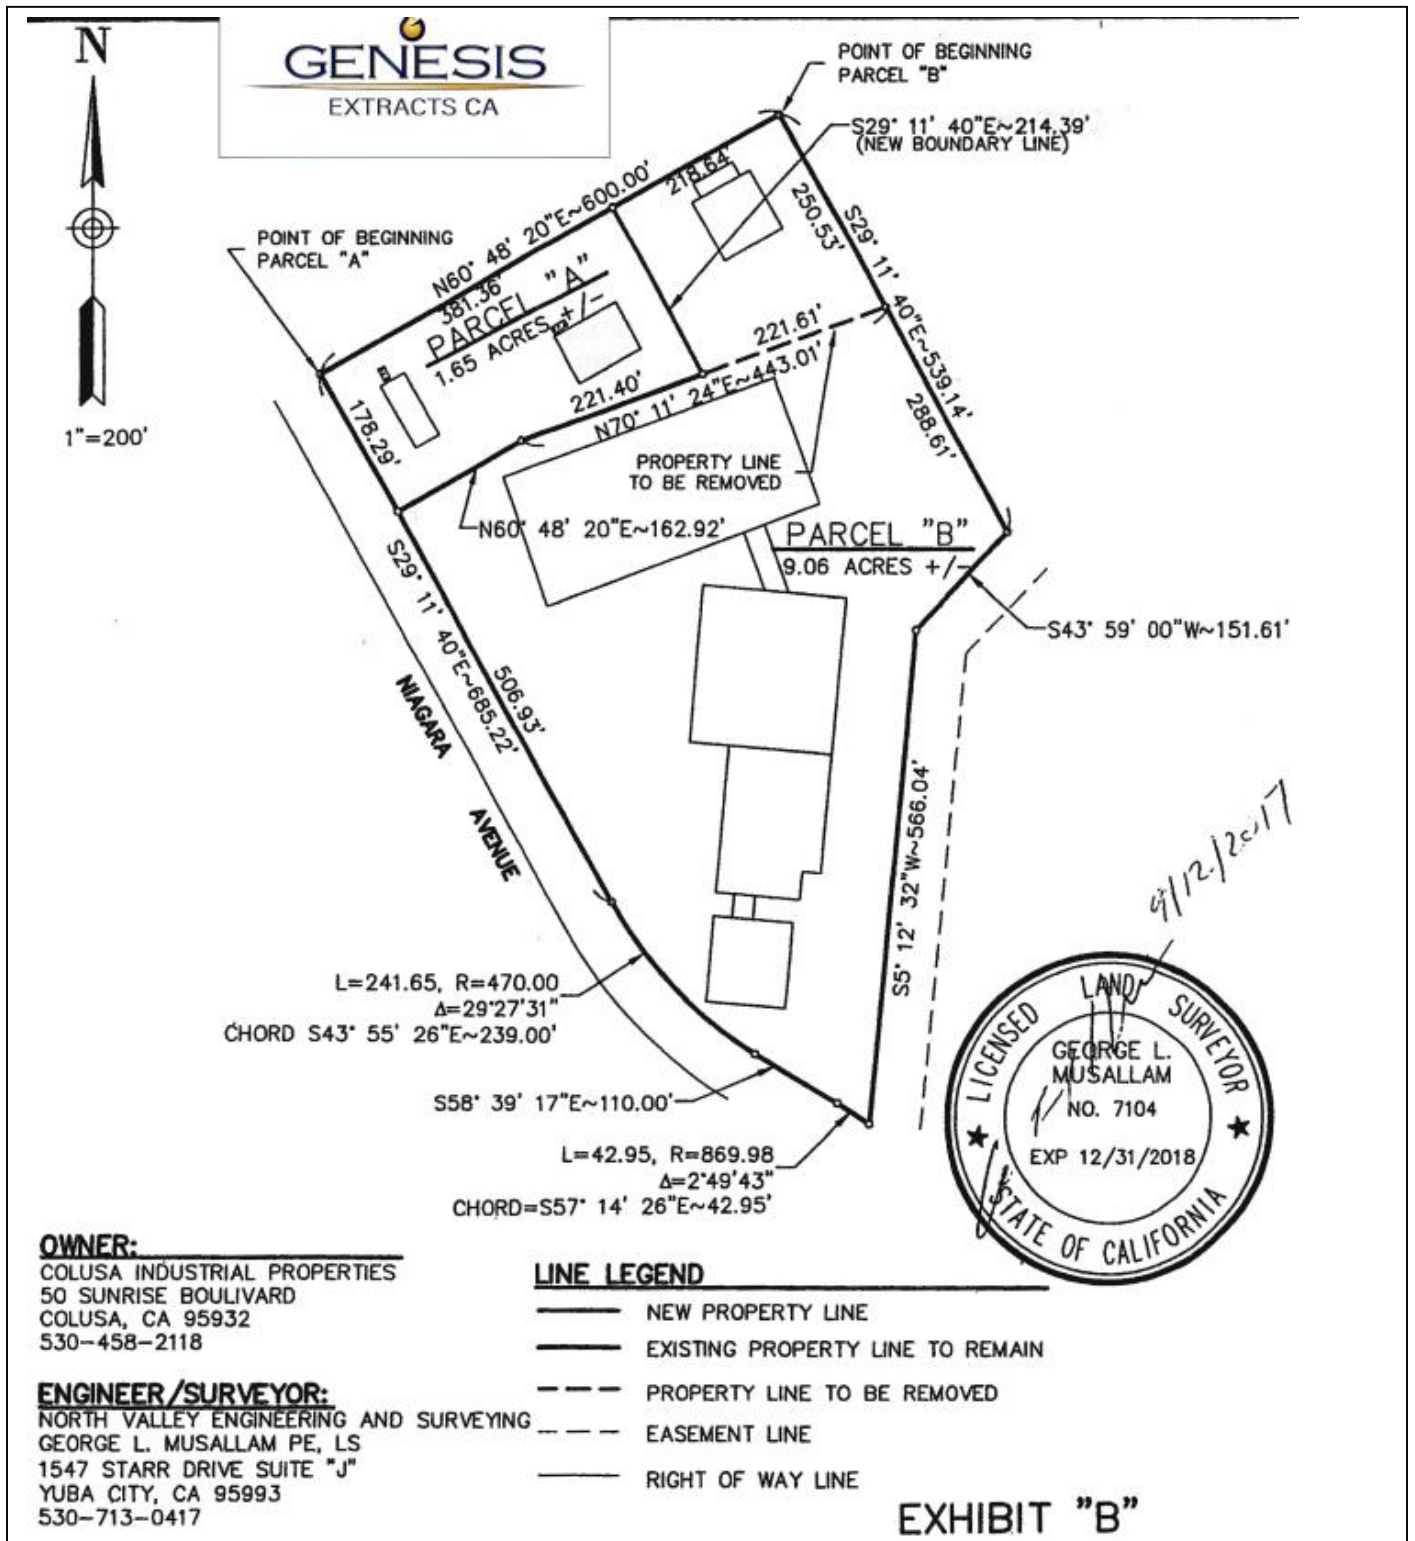 N
GENESIS
EXTRACTS CA
POINT OF BEGINNING
PARCEL "B"
S29° 11' 40"E~214.39'
(NEW BOUNDARY LINE)
218.64'
N60° 48' 20"E~600.00'
381.36'
250.53'
S29° 11' 40"E~539.14'
288.61'
POINT OF BEGINNING
PARCEL "A"
PARCEL "A"
1.65 ACRES +/-
1"=200'
178.29'
221.40'
221.61'
N70° 11' 24"E~443.01'
PROPERTY LINE
TO BE REMOVED
N60° 48' 20"E~162.92'
PARCEL "B"
9.06 ACRES +/-
S43° 59' 00"W~151.61'
S29° 11' 40"E~685.22'
506.93'
NIAGARA
AVENUE
S5° 12' 32"W~566.04'
9/12/2017
L=241.65, R=470.00
Δ=29°27'31"
CHORD S43° 55' 26"E~239.00'
S58° 39' 17"E~110.00'
L=42.95, R=869.98
Δ=2°49'43"
CHORD=S57° 14' 26"E~42.95'
LICENSED LAND SURVEYOR
GEORGE L.
MUSALLAM
NO. 7104
EXP 12/31/2018
STATE OF CALIFORNIA
OWNER:
COLUSA INDUSTRIAL PROPERTIES
50 SUNRISE BOULIVARD
COLUSA, CA 95932
530-458-2118
ENGINEER/SURVEYOR:
NORTH VALLEY ENGINEERING AND SURVEYING
GEORGE L. MUSALLAM PE, LS
1547 STARR DRIVE SUITE "J"
YUBA CITY, CA 95993
530-713-0417
LINE LEGEND
NEW PROPERTY LINE
EXISTING PROPERTY LINE TO REMAIN
PROPERTY LINE TO BE REMOVED
EASEMENT LINE
RIGHT OF WAY LINE
EXHIBIT "B"